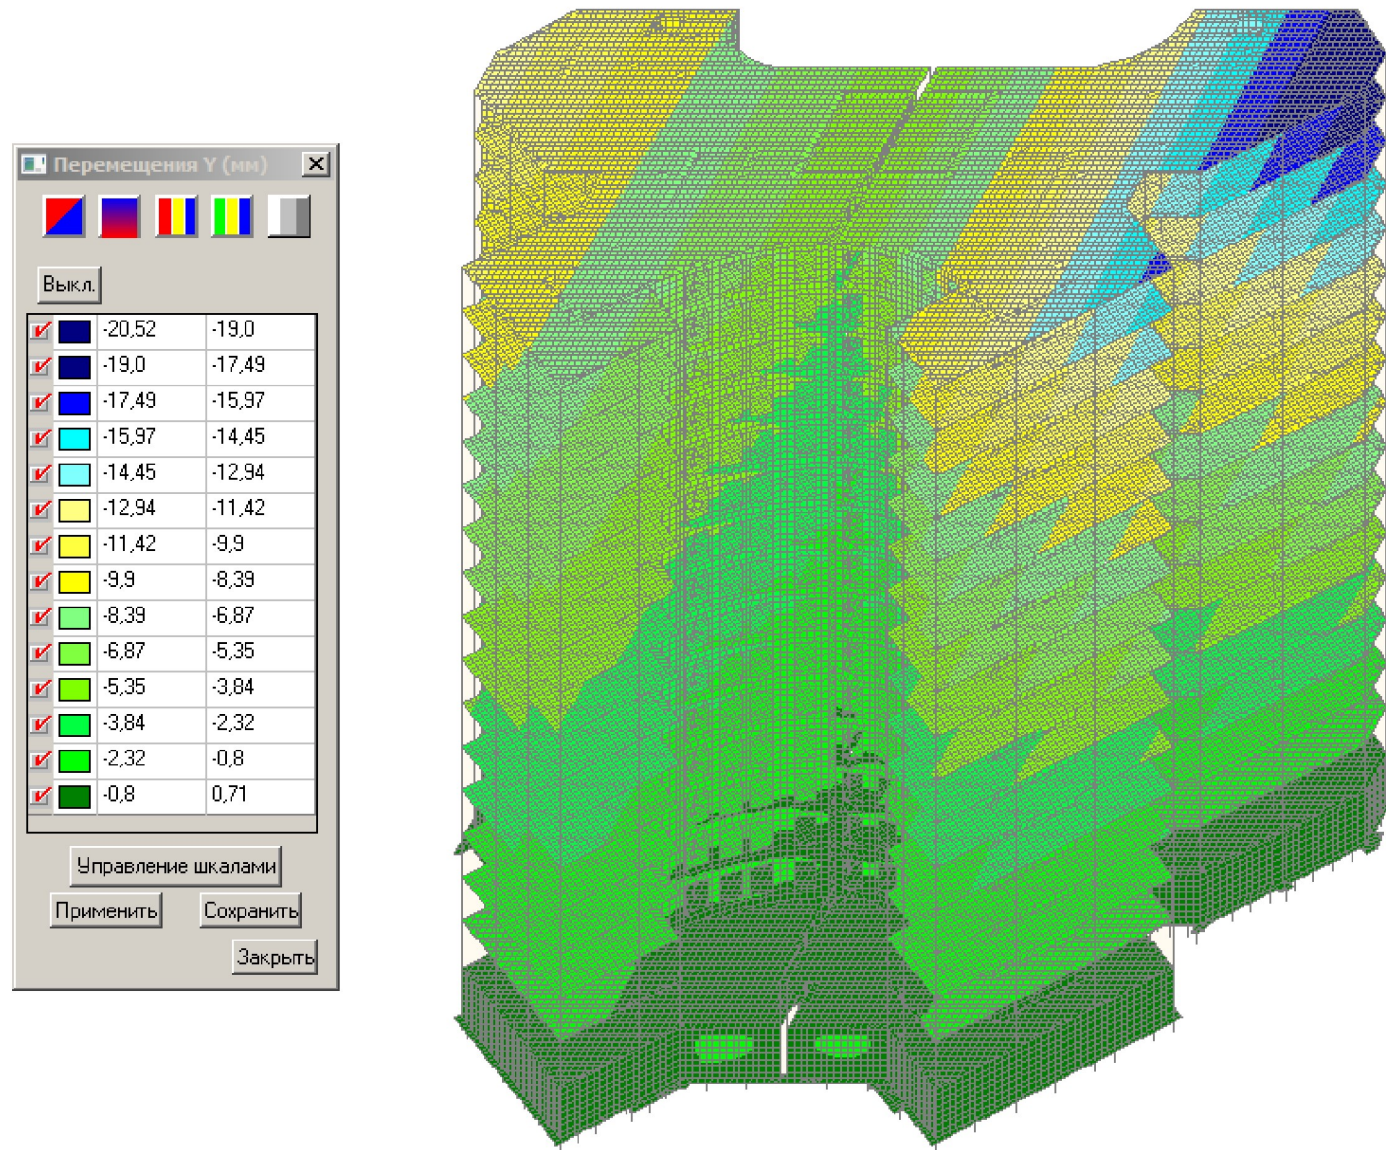 Перемещения Y (мм)
Выкл.
-20,52 -19,0
-19,0 -17,49
-17,49 -15,97
-15,97 -14,45
-14,45 -12,94
-12,94 -11,42
-11,42 -9,9
-9,9 -8,39
-8,39 -6,87
-6,87 -5,35
-5,35 -3,84
-3,84 -2,32
-2,32 -0,8
-0,8 0,71
Управление шкалами
Применить Сохранить
Закрыть